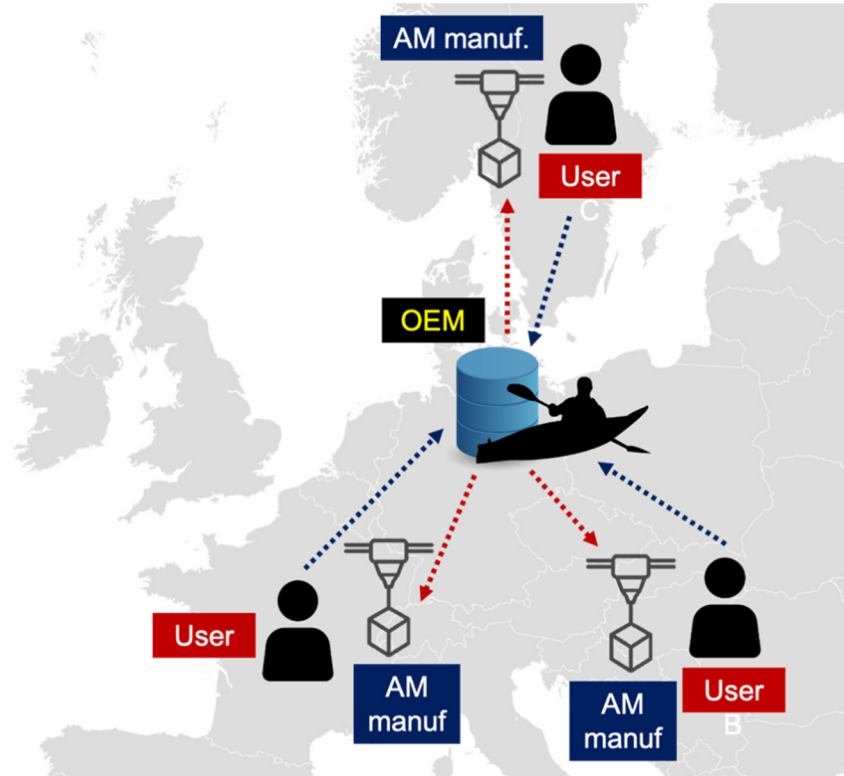 AM manuf.
User
C
OEM
User
AM
manuf
AM
manuf
User
B